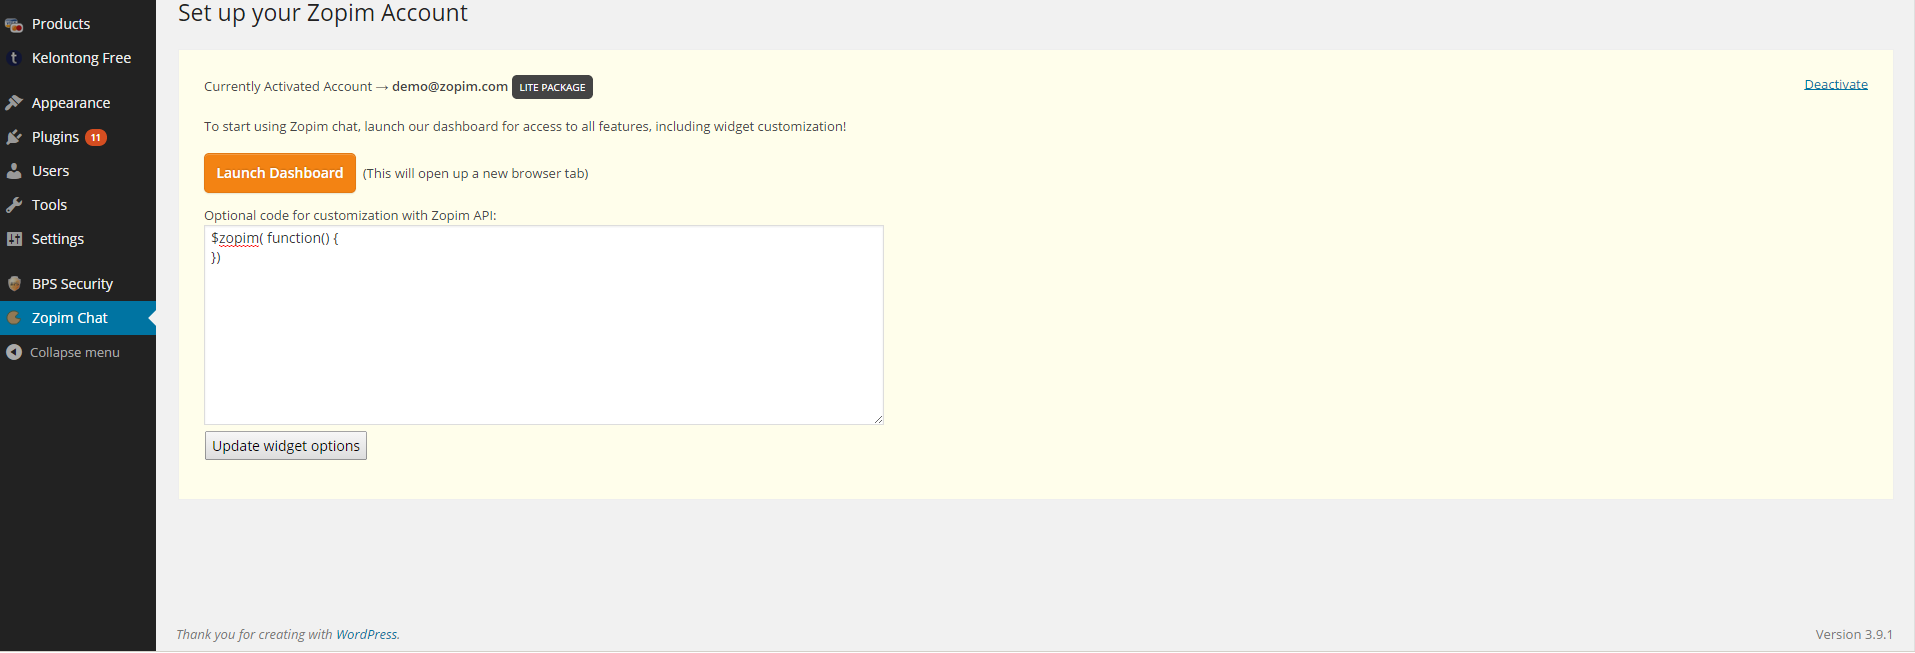 Products
Kelontong Free
Appearance
Plugins 11
Users
Tools
Settings
BPS Security
Zopim Chat
Collapse menu
Set up your Zopim Account
Currently Activated Account → demo@zopim.com LITE PACKAGE
Deactivate
To start using Zopim chat, launch our dashboard for access to all features, including widget customization!
Launch Dashboard (This will open up a new browser tab)
Optional code for customization with Zopim API:
$zopim( function() {
})
Update widget options
Thank you for creating with WordPress.
Version 3.9.1